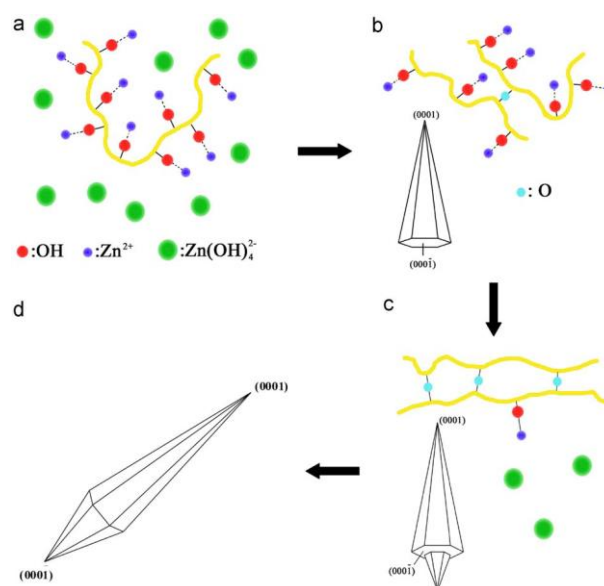 a
:OH :Zn²⁺ :Zn(OH)₄²⁻
b
(0001)
(0001̄)
:O
c
(0001)
(0001̄)
d
(0001)
(0001̄)